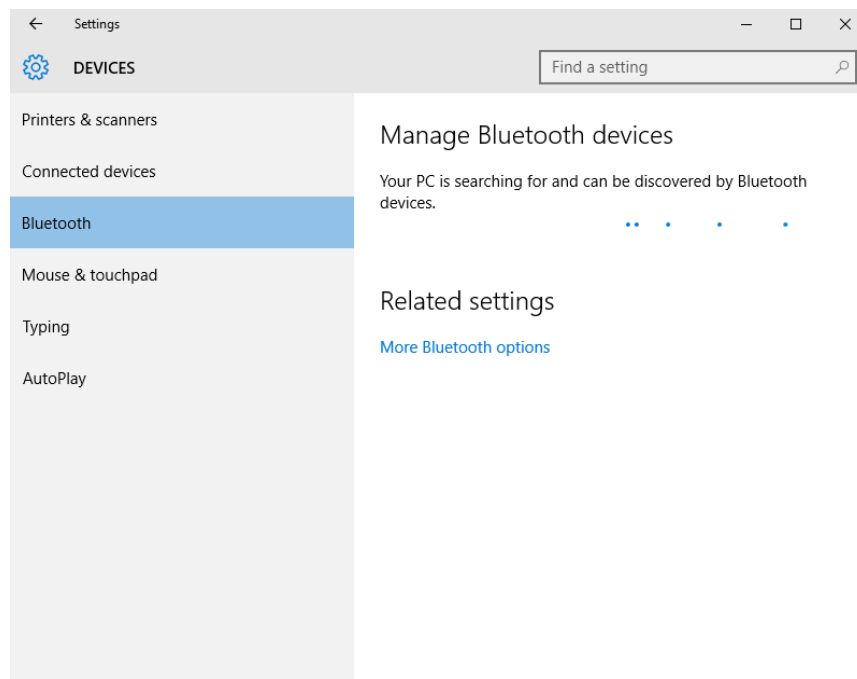 Settings
DEVICES
Find a setting
Printers & scanners
Connected devices
Bluetooth
Mouse & touchpad
Typing
AutoPlay
Manage Bluetooth devices
Your PC is searching for and can be discovered by Bluetooth
devices.
Related settings
More Bluetooth options